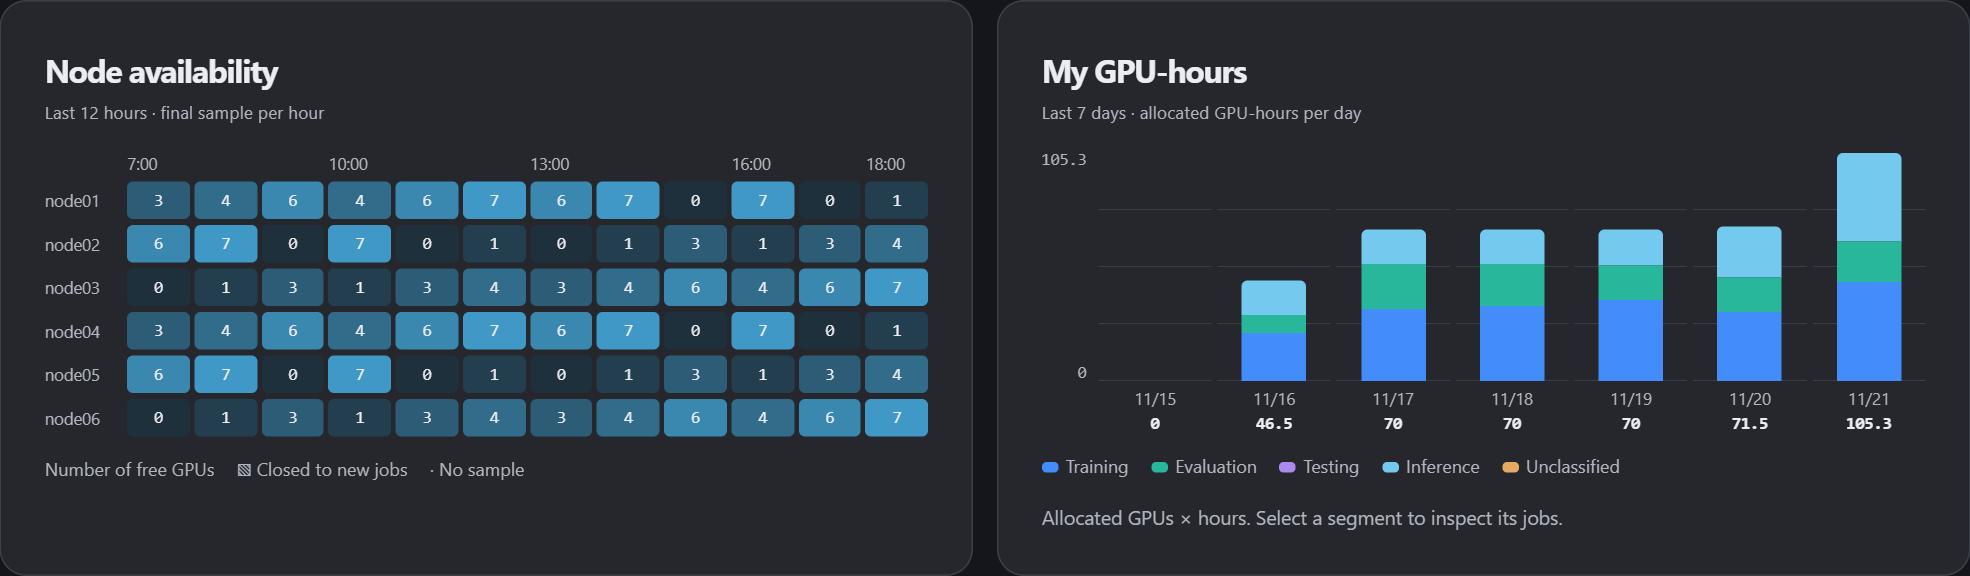 Node availability
Last 12 hours · final sample per hour
7:00 10:00 13:00 16:00 18:00
node01 3 4 6 4 6 7 6 7 0 7 0 1
node02 6 7 0 7 0 1 0 1 3 1 3 4
node03 0 1 3 1 3 4 3 4 6 4 6 7
node04 3 4 6 4 6 7 6 7 0 7 0 1
node05 6 7 0 7 0 1 0 1 3 1 3 4
node06 0 1 3 1 3 4 3 4 6 4 6 7
Number of free GPUs Closed to new jobs · No sample
My GPU-hours
Last 7 days · allocated GPU-hours per day
105.3
0
11/15 11/16 11/17 11/18 11/19 11/20 11/21
0 46.5 70 70 70 71.5 105.3
Training Evaluation Testing Inference Unclassified
Allocated GPUs × hours. Select a segment to inspect its jobs.